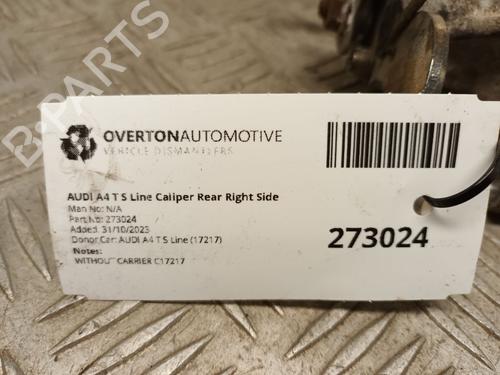 B-PARTS
OVERTONAUTOMOTIVE
VEHICLE DISMANTLERS
AUDI A4 T S Line Caliper Rear Right Side
Man No: N/A
Part No: 273024
Added: 31/10/2023
Donor Car: AUDI A4 T S Line (17217)
Notes:
WITHOUT CARRIER C17217
273024